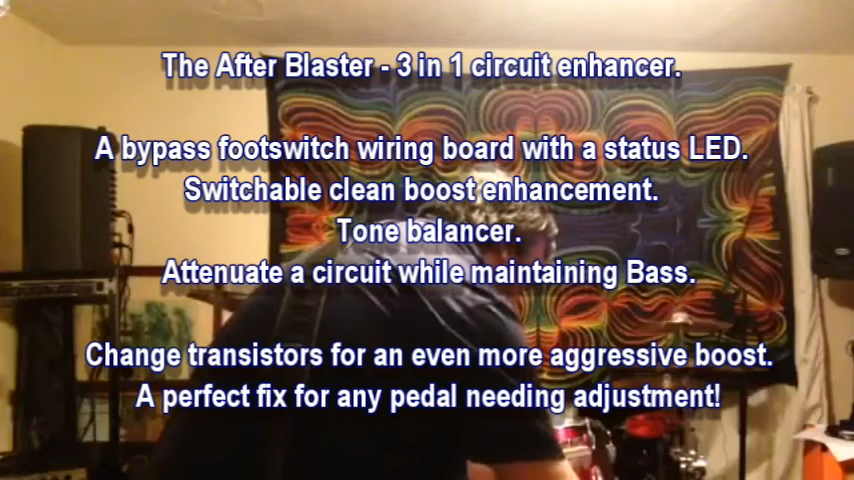 The After Blaster - 3 in 1 circuit enhancer.
A bypass footswitch wiring board with a status LED.
Switchable clean boost enhancement.
Tone balancer.
Attenuate a circuit while maintaining Bass.
Change transistors for an even more aggressive boost.
A perfect fix for any pedal needing adjustment!